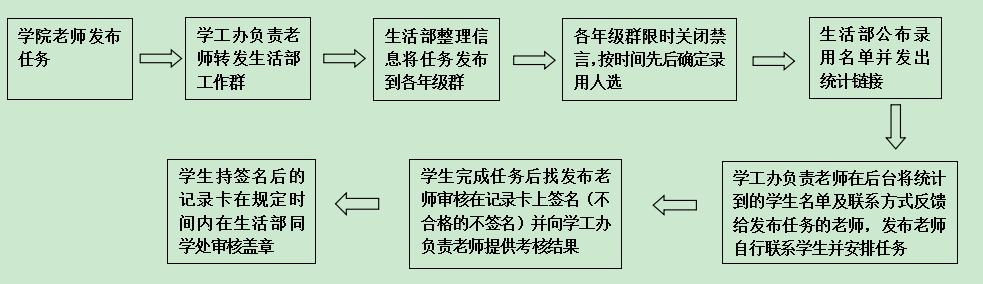 学院老师发布
任务
学工办负责老
师转发生活部
工作群
生活部整理信
息将任务发布
到各年级群
各年级群限时关闭禁
言,按时间先后确定录
用人选
生活部公布录
用名单并发出
统计链接
学工办负责老师在后台将统计
到的学生名单及联系方式反馈
给发布任务的老师，发布老师
自行联系学生并安排任务
学生完成任务后找发布老
师审核在记录卡上签名（不
合格的不签名）并向学工办
负责老师提供考核结果
学生持签名后的
记录卡在规定时
间内在生活部同
学处审核盖章